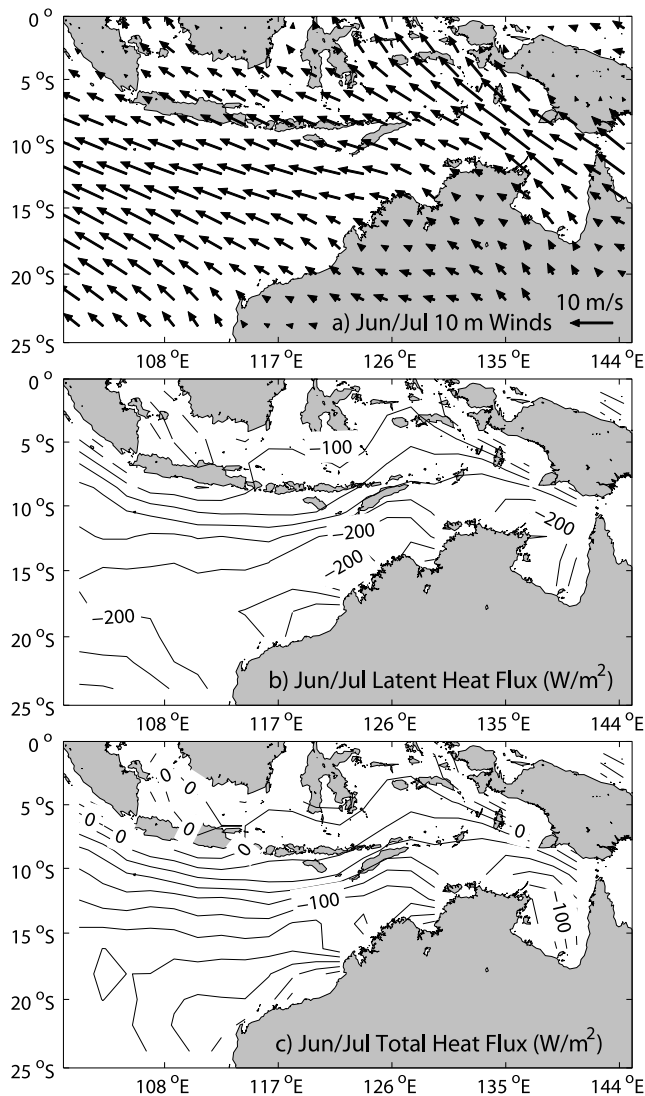 0 °
5 °S
10 °S
15 °S
20 °S
25 °S
10 m/s
a) Jun/Jul 10 m Winds
108 °E
117 °E
126 °E
135 °E
144 °E
0 °
5 °S
10 °S
15 °S
20 °S
25 °S
−100
−200
−200
−200
−200
b) Jun/Jul Latent Heat Flux (W/m²)
108 °E
117 °E
126 °E
135 °E
144 °E
0 °
5 °S
10 °S
15 °S
20 °S
25 °S
0
0
0
0
0
0
0
−100
−100
c) Jun/Jul Total Heat Flux (W/m²)
108 °E
117 °E
126 °E
135 °E
144 °E